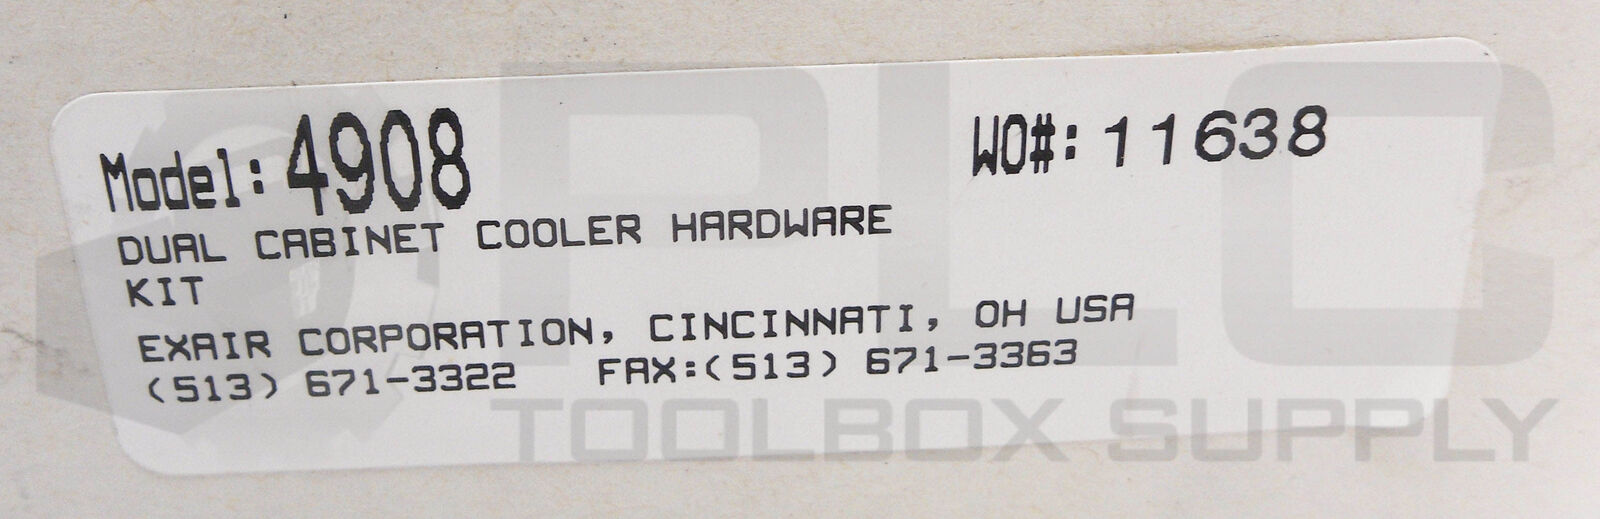 Model: 4908
WO#: 11638
DUAL CABINET COOLER HARDWARE
KIT
EXAIR CORPORATION, CINCINNATI, OH USA
(513) 671-3322 FAX:(513) 671-3363
PLC
TOOLBOX SUPPLY